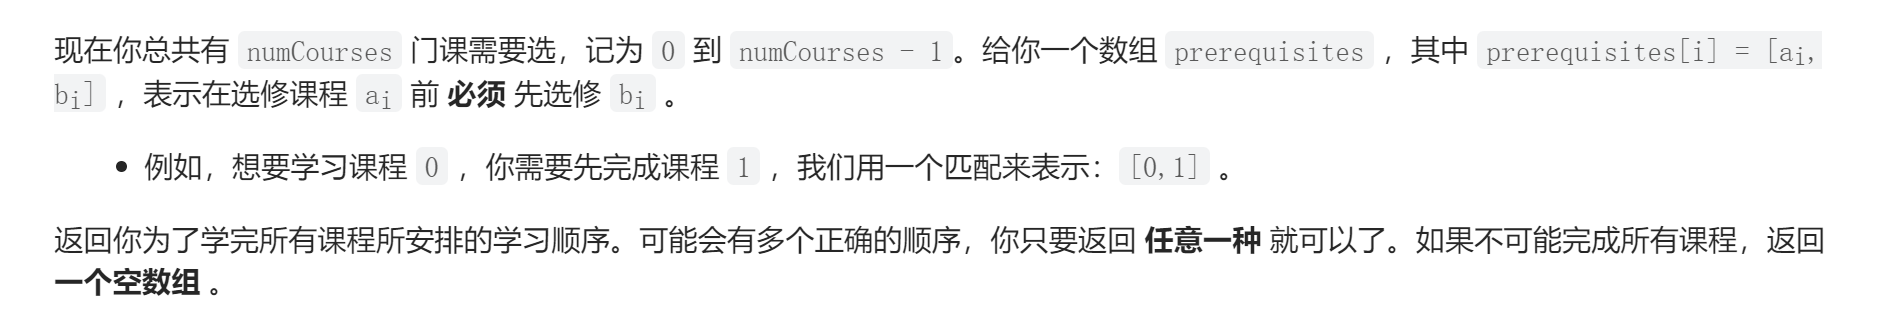 现在你总共有 numCourses 门课需要选，记为 0 到 numCourses - 1。给你一个数组 prerequisites ，其中 prerequisites[i] = [ai,
bi] ，表示在选修课程 ai 前 必须 先选修 bi 。
• 例如，想要学习课程 0 ，你需要先完成课程 1 ，我们用一个匹配来表示：[0,1] 。
返回你为了学完所有课程所安排的学习顺序。可能会有多个正确的顺序，你只要返回 任意一种 就可以了。如果不可能完成所有课程，返回
一个空数组 。